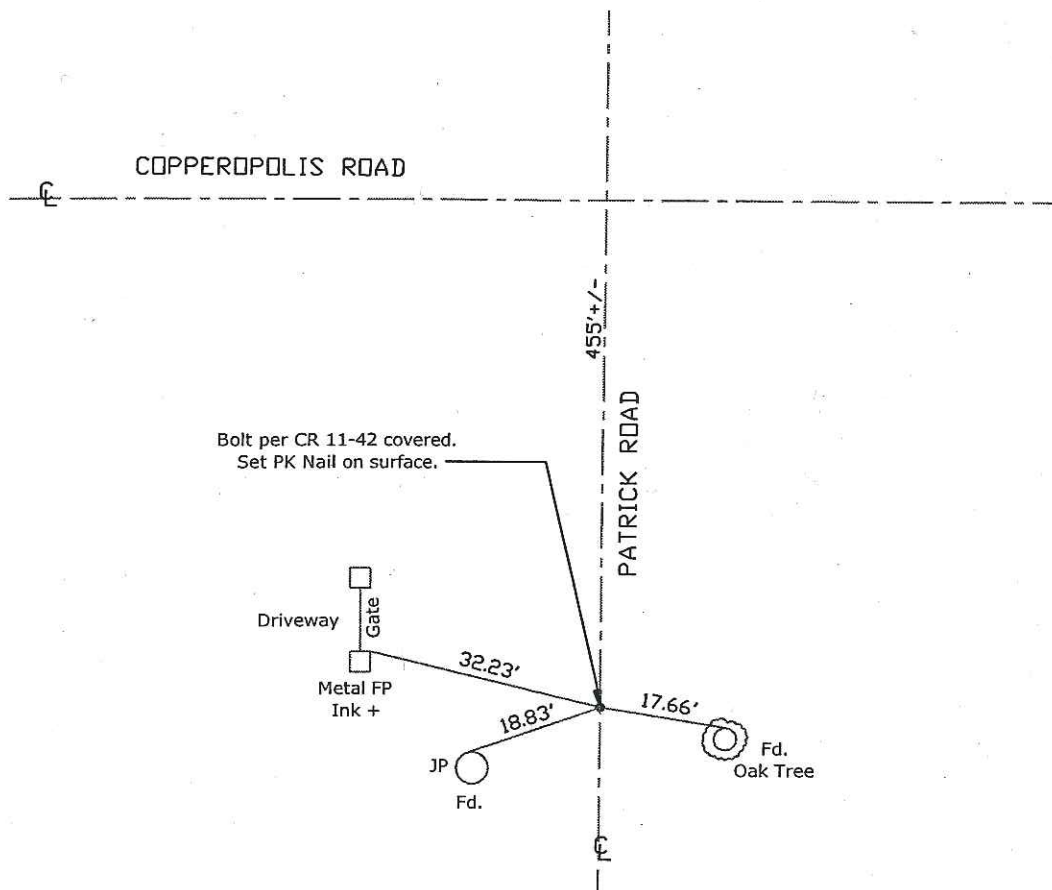 COPPEROPOLIS ROAD
℄
455'+/-
PATRICK ROAD
Bolt per CR 11-42 covered.
Set PK Nail on surface.
Driveway
Gate
Metal FP
Ink +
32.23'
18.83'
17.66'
JP
Fd.
Fd.
Oak Tree
℄